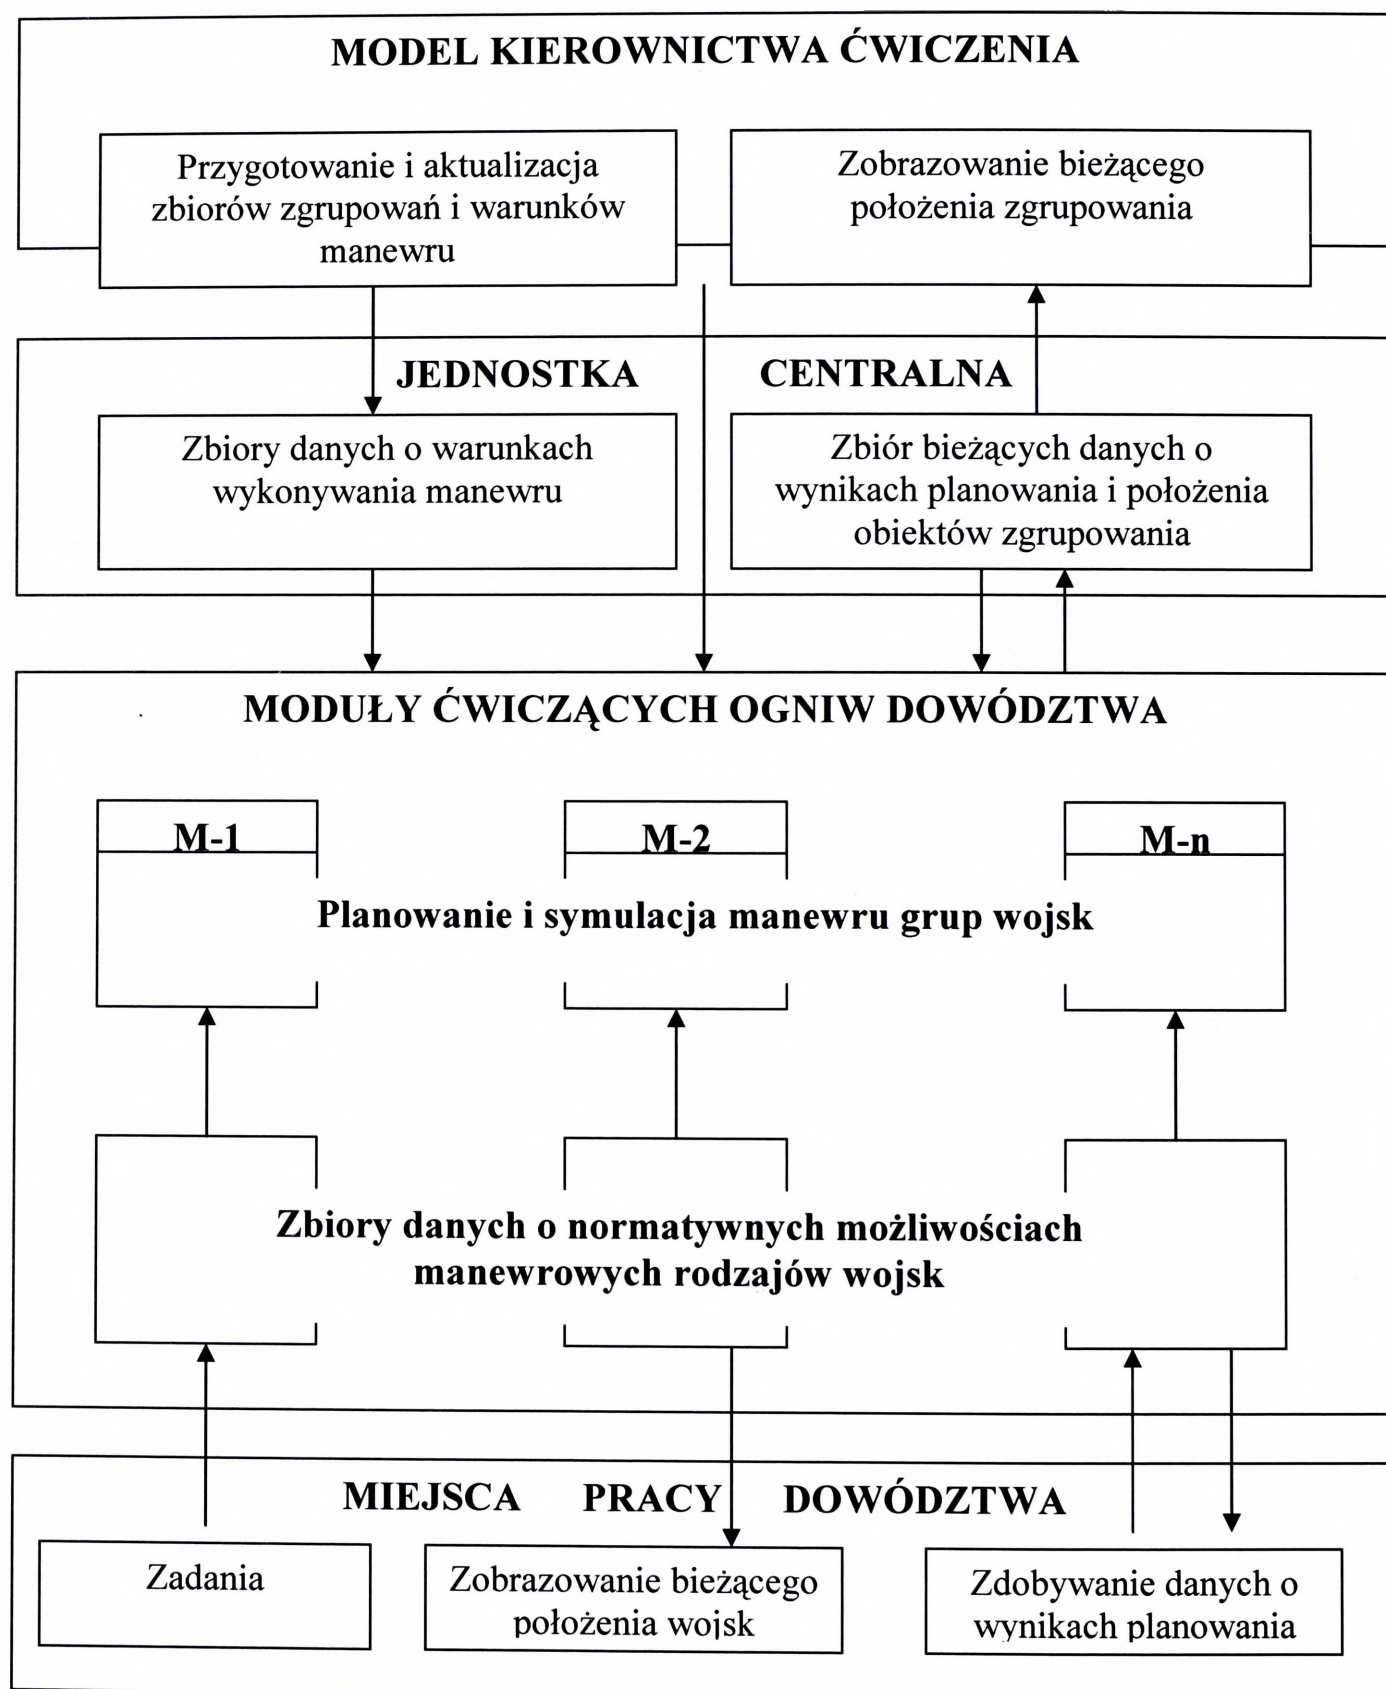 MODEL KIEROWNICTWA ĆWICZENIA
Przygotowanie i aktualizacja
zbiorów zgrupowań i warunków
manewru
Zobrazowanie bieżącego
położenia zgrupowania
JEDNOSTKA CENTRALNA
Zbiory danych o warunkach
wykonywania manewru
Zbiór bieżących danych o
wynikach planowania i położenia
obiektów zgrupowania
MODUŁY ĆWICZĄCYCH OGNIW DOWÓDZTWA
M-1
M-2
M-n
Planowanie i symulacja manewru grup wojsk
Zbiory danych o normatywnych możliwościach
manewrowych rodzajów wojsk
MIEJSCA PRACY DOWÓDZTWA
Zadania
Zobrazowanie bieżącego
położenia wojsk
Zdobywanie danych o
wynikach planowania